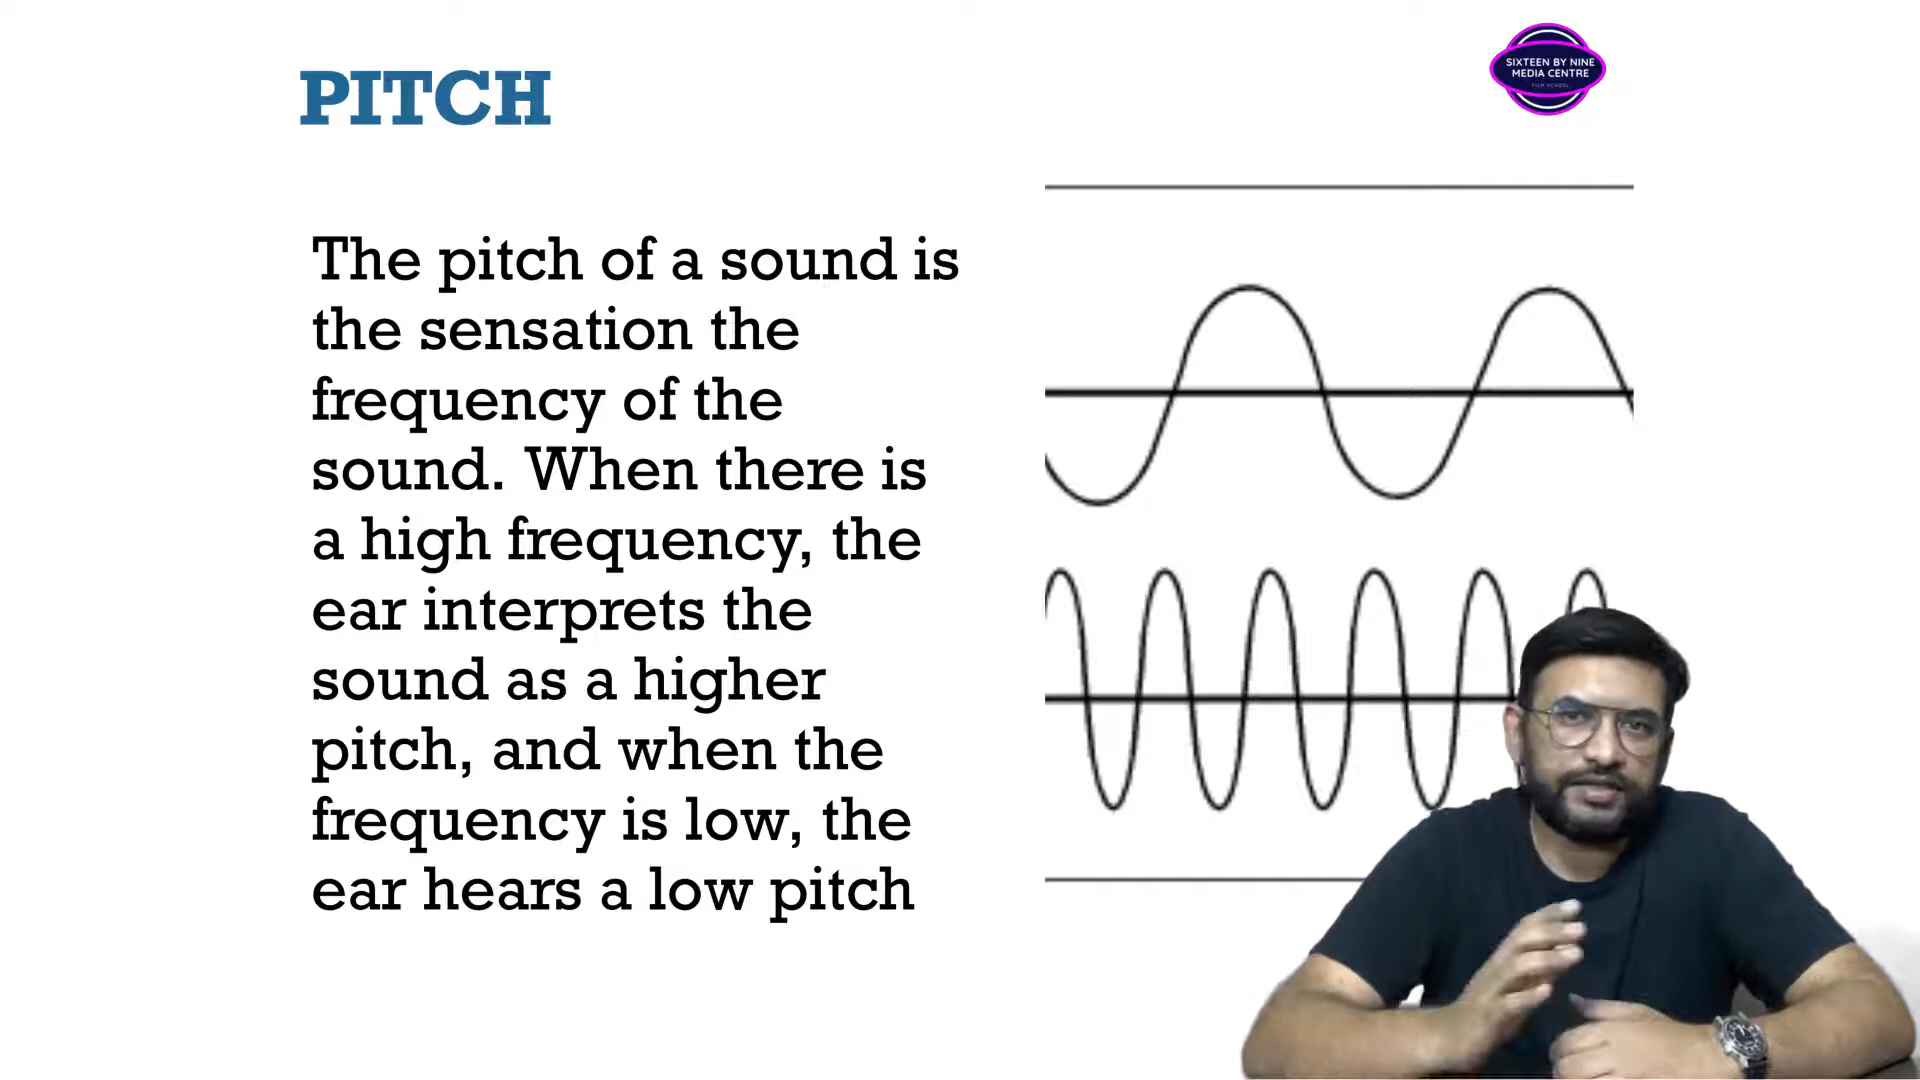 PITCH
SIXTEEN BY NINE
MEDIA CENTRE
FILM SCHOOL
The pitch of a sound is
the sensation the
frequency of the
sound. When there is
a high frequency, the
ear interprets the
sound as a higher
pitch, and when the
frequency is low, the
ear hears a low pitch